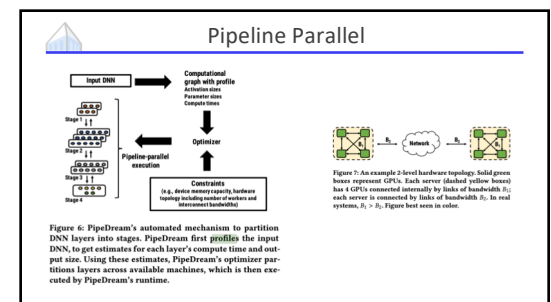 Pipeline Parallel
Input DNN
Computational
graph with profile
Activation sizes
Parameter sizes
Compute times
Stage 1
Stage 2
Stage 3
Stage 4
Pipeline-parallel
execution
Optimizer
Constraints
(e.g., device memory capacity, hardware
topology including number of workers and
interconnect bandwidths)
Figure 6: PipeDream's automated mechanism to partition
DNN layers into stages. PipeDream first profiles the input
DNN, to get estimates for each layer's compute time and out-
put size. Using these estimates, PipeDream's optimizer par-
titions layers across available machines, which is then exe-
cuted by PipeDream's runtime.
B₁
B₂
Network
B₂
B₁
Figure 7: An example 2-level hardware topology. Solid green
boxes represent GPUs. Each server (dashed yellow boxes)
has 4 GPUs connected internally by links of bandwidth B₁;
each server is connected by links of bandwidth B₂. In real
systems, B₁ > B₂. Figure best seen in color.